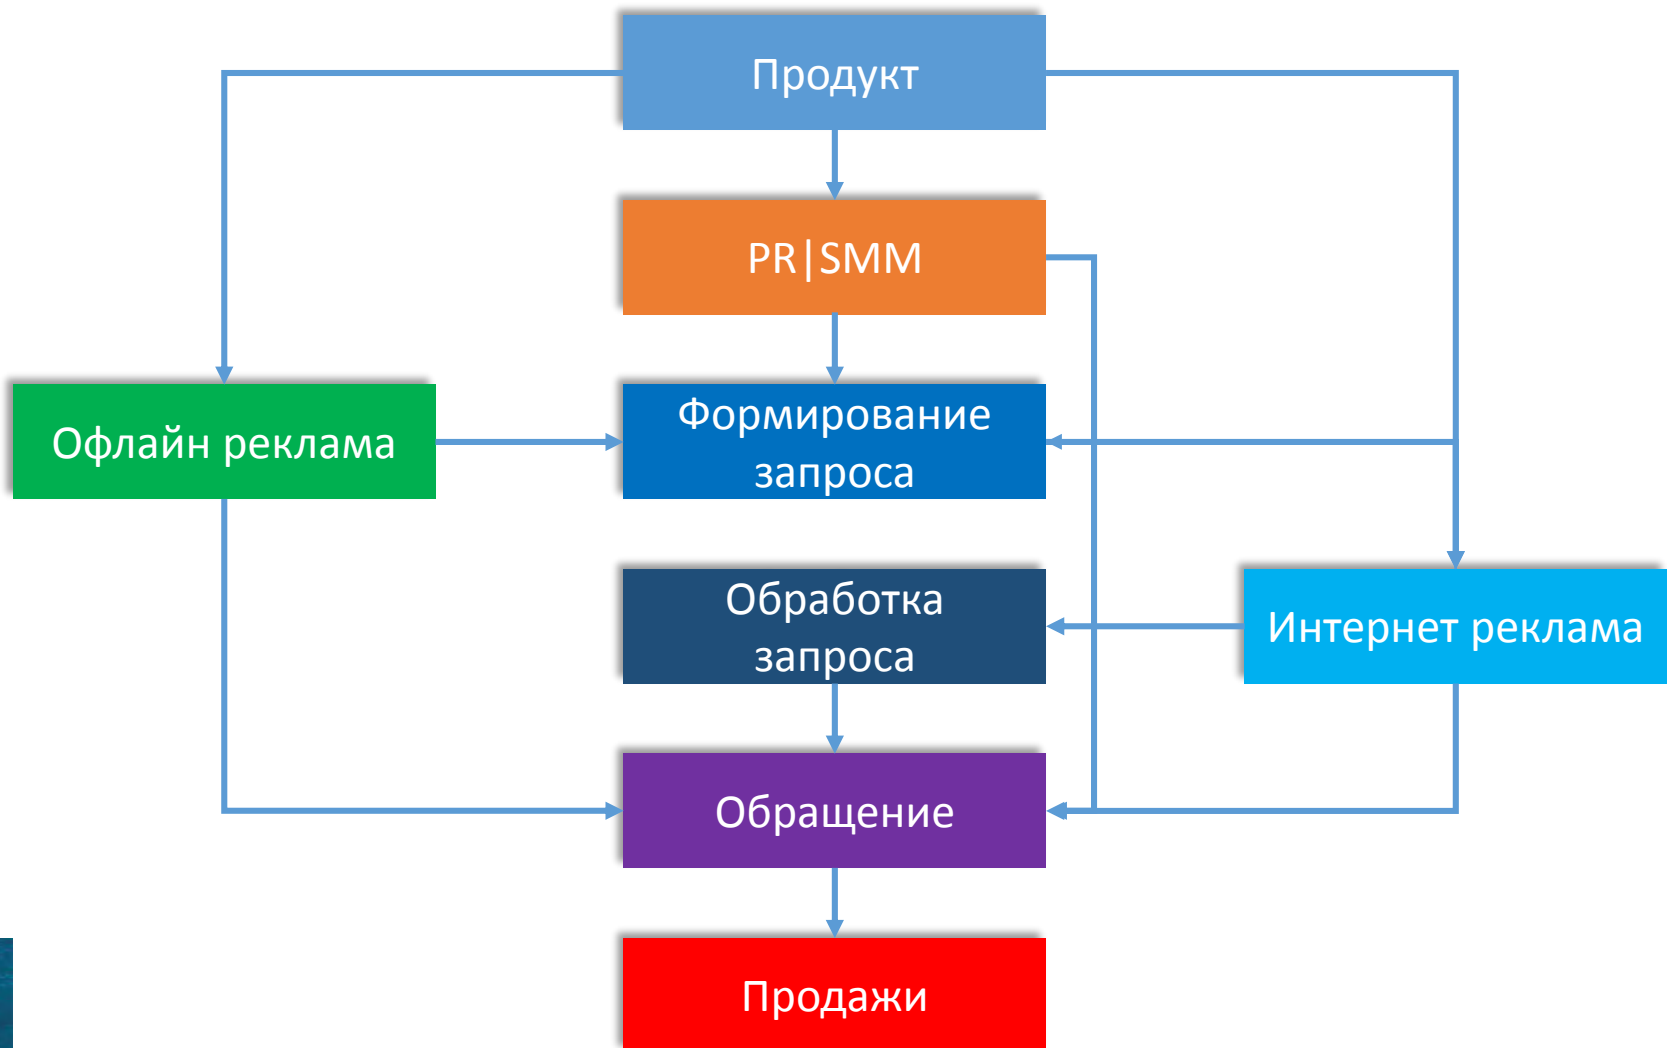 Продукт
PR|SMM
Офлайн реклама
Формирование
запроса
Обработка
запроса
Интернет реклама
Обращение
Продажи